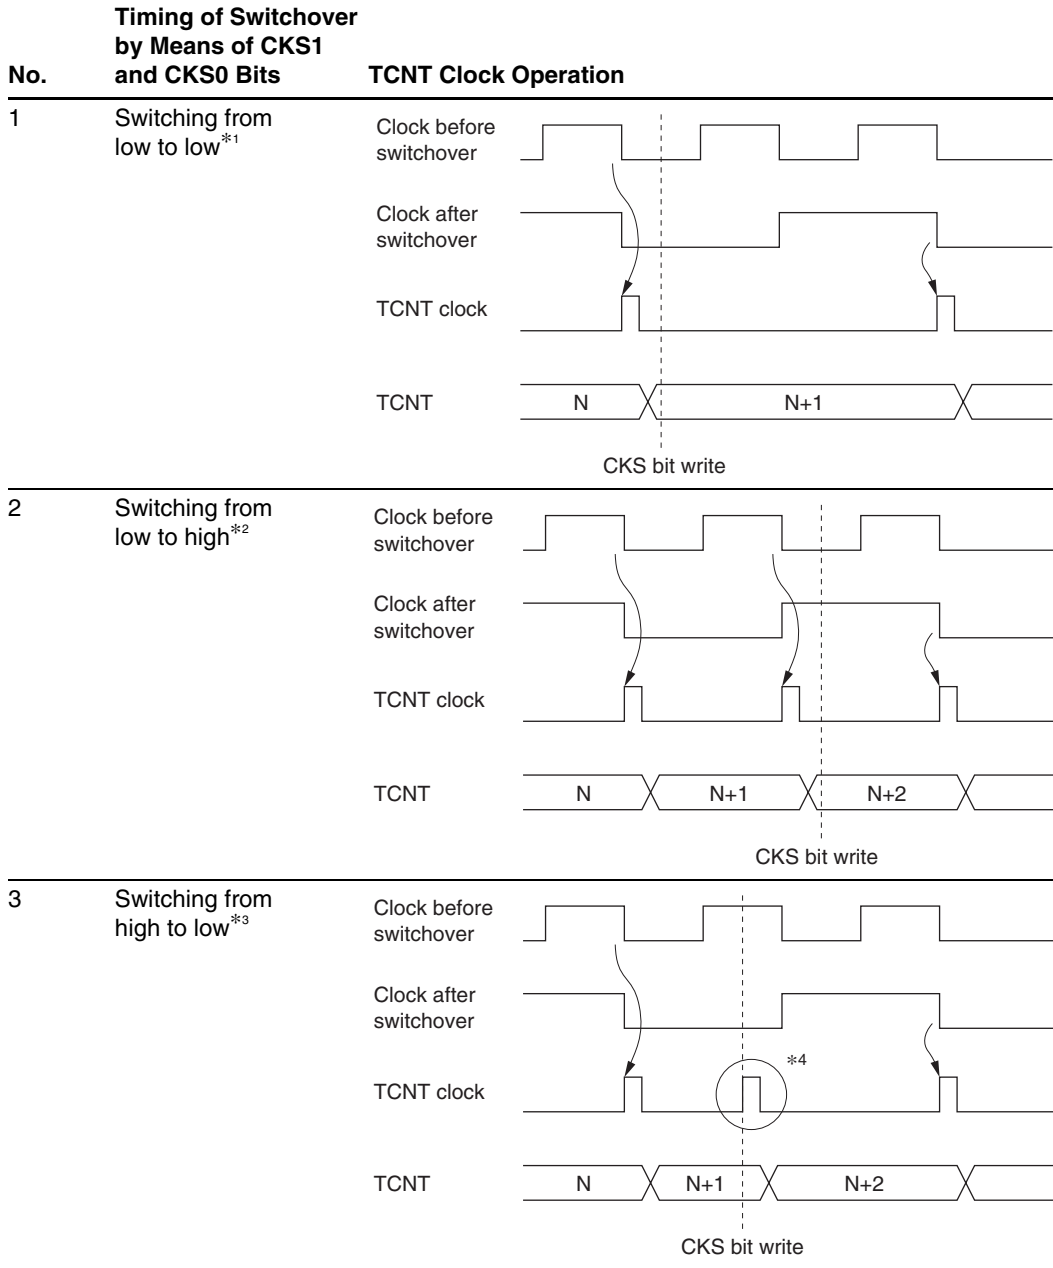 Timing of Switchover
by Means of CKS1
No. and CKS0 Bits TCNT Clock Operation
1 Switching from
low to low*1
Clock before
switchover
Clock after
switchover
TCNT clock
TCNT N N+1
CKS bit write
2 Switching from
low to high*2
Clock before
switchover
Clock after
switchover
TCNT clock
TCNT N N+1 N+2
CKS bit write
3 Switching from
high to low*3
Clock before
switchover
Clock after
switchover
*4
TCNT clock
TCNT N N+1 N+2
CKS bit write